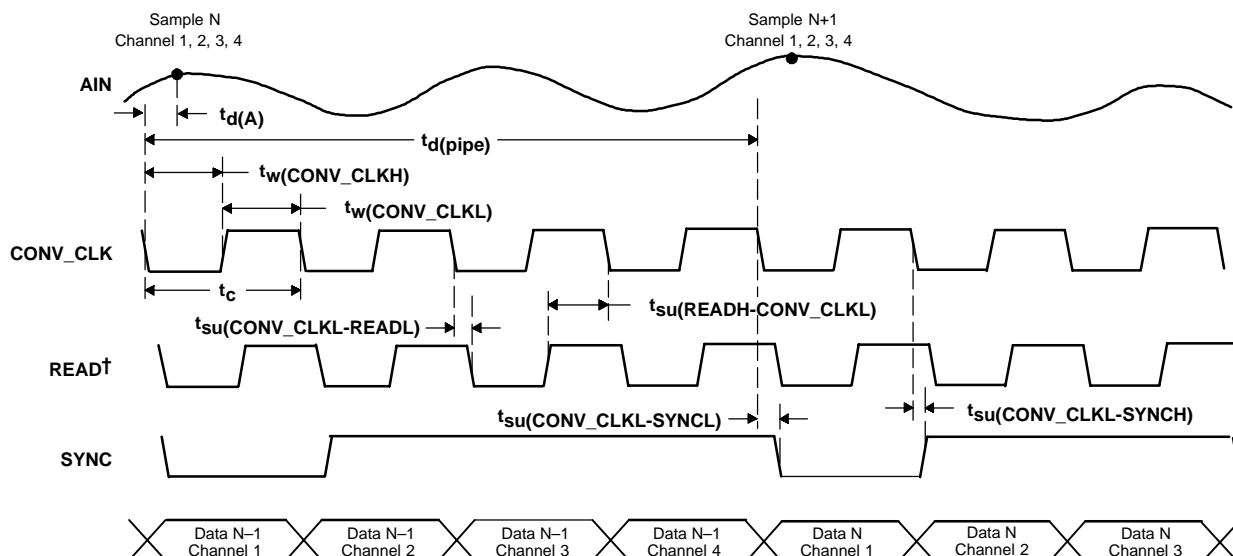 Sample N
Channel 1, 2, 3, 4
Sample N+1
Channel 1, 2, 3, 4
AIN
td(A)
td(pipe)
tw(CONV_CLKH)
tw(CONV_CLKL)
CONV_CLK
tc
tsu(CONV_CLKL-READL)
tsu(READH-CONV_CLKL)
READ†
tsu(CONV_CLKL-SYNCL)
tsu(CONV_CLKL-SYNCH)
SYNC
Data N–1
Channel 1
Data N–1
Channel 2
Data N–1
Channel 3
Data N–1
Channel 4
Data N
Channel 1
Data N
Channel 2
Data N
Channel 3